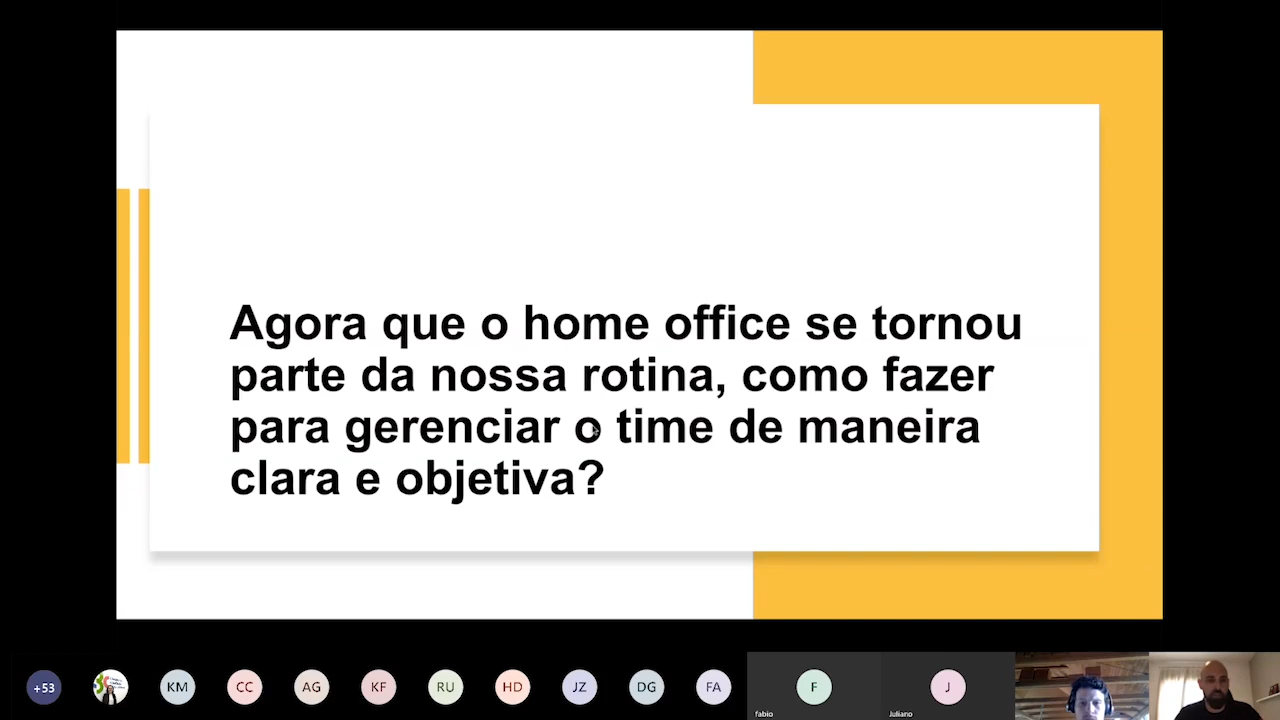 Agora que o home office se tornou
parte da nossa rotina, como fazer
para gerenciar o time de maneira
clara e objetiva?
+53
KM
CC
AG
KF
RU
HD
JZ
DG
FA
F
J
fabio
Juliano